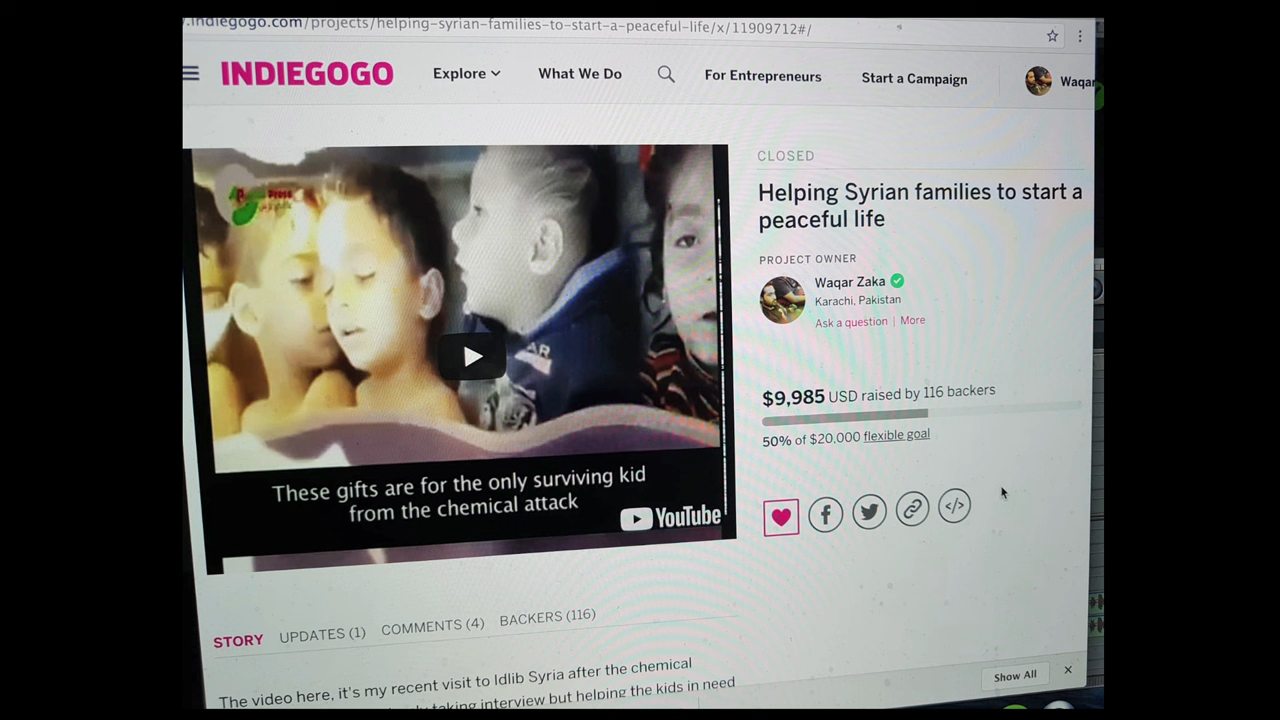 .indiegogo.com/projects/helping-syrian-families-to-start-a-peaceful-life/x/11909712#/
INDIEGOGO
Explore
What We Do
For Entrepreneurs
Start a Campaign
Waqar
Press
CLOSED
Helping Syrian families to start a
peaceful life
PROJECT OWNER
Waqar Zaka
Karachi, Pakistan
Ask a question | More
$9,985 USD raised by 116 backers
50% of $20,000 flexible goal
These gifts are for the only surviving kid
from the chemical attack
YouTube
STORY
UPDATES (1)
COMMENTS (4)
BACKERS (116)
The video here, it's my recent visit to Idlib Syria after the chemical
taking interview but helping the kids in need
Show All